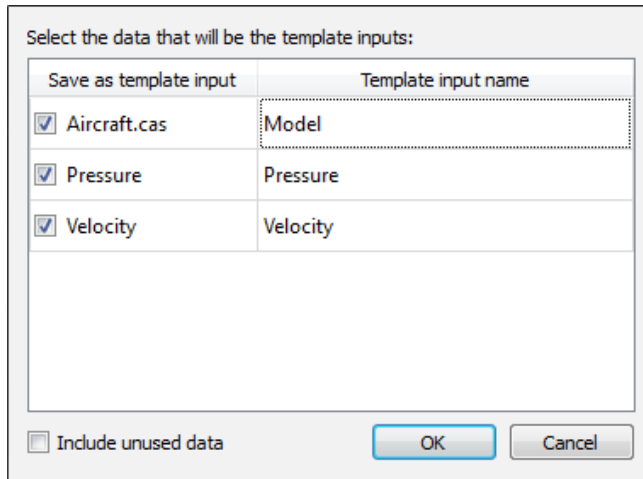 Select the data that will be the template inputs:
Save as template input Template input name
Aircraft.cas Model
Pressure Pressure
Velocity Velocity
Include unused data OK Cancel